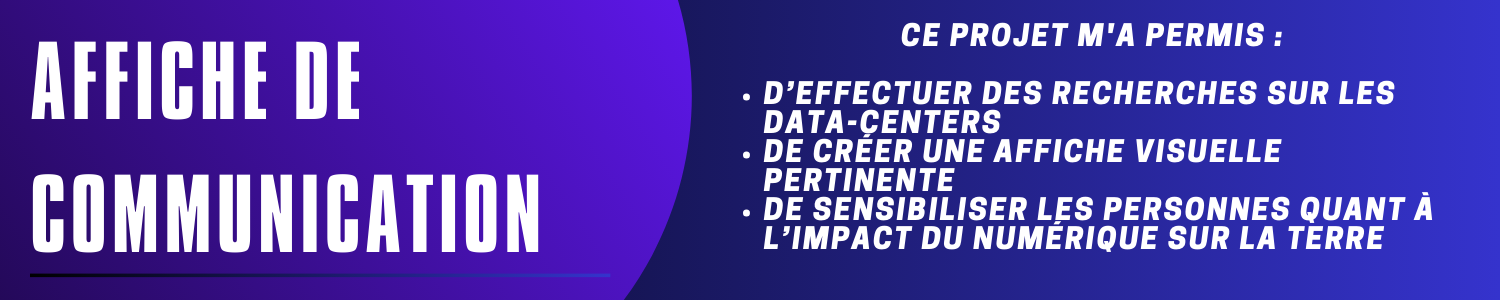 AFFICHE DE
COMMUNICATION
CE PROJET M'A PERMIS :
• D’EFFECTUER DES RECHERCHES SUR LES
DATA-CENTERS
• DE CRÉER UNE AFFICHE VISUELLE
PERTINENTE
• DE SENSIBILISER LES PERSONNES QUANT À
L’IMPACT DU NUMÉRIQUE SUR LA TERRE